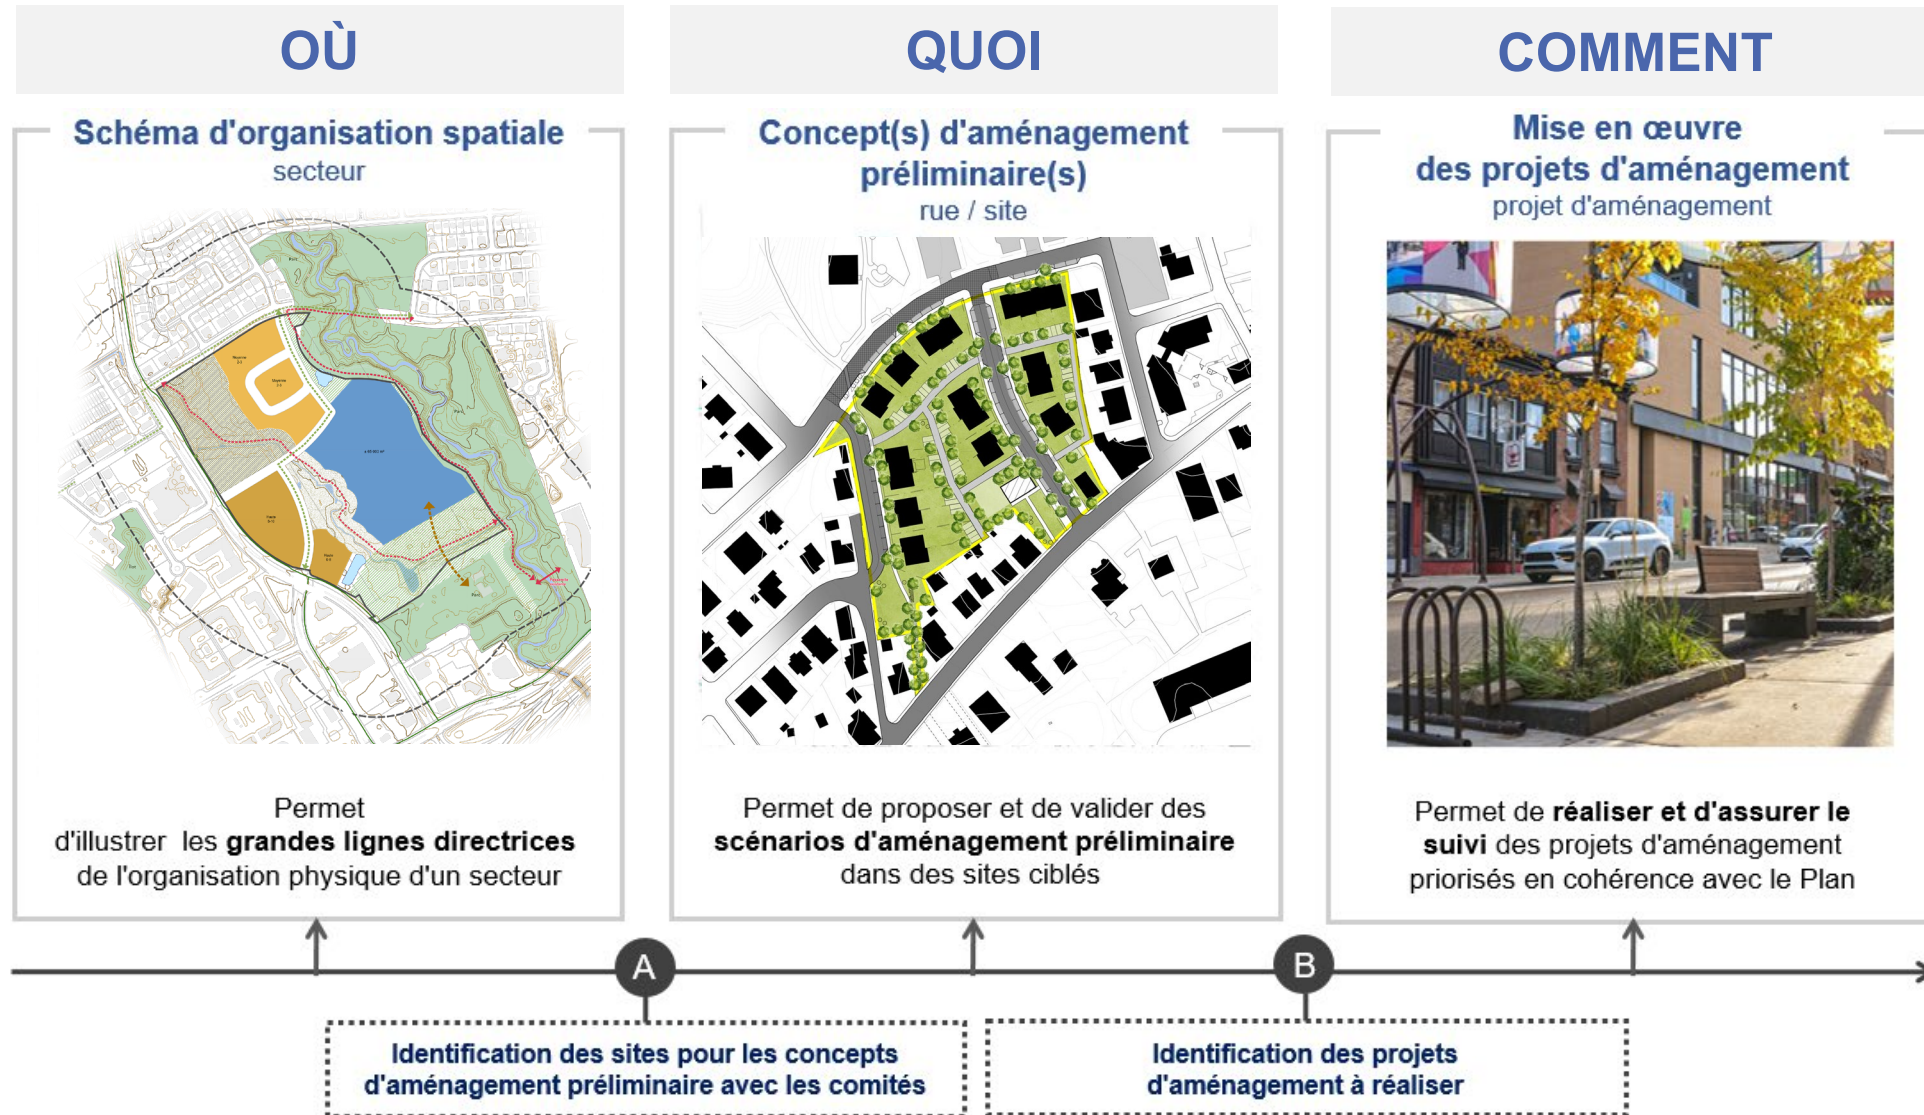 OÙ
QUOI
COMMENT
Schéma d'organisation spatiale
secteur
Permet
d'illustrer les grandes lignes directrices
de l'organisation physique d'un secteur
Concept(s) d'aménagement
préliminaire(s)
rue / site
Permet de proposer et de valider des
scénarios d'aménagement préliminaire
dans des sites ciblés
Mise en œuvre
des projets d'aménagement
projet d'aménagement
Permet de réaliser et d'assurer le
suivi des projets d'aménagement
priorisés en cohérence avec le Plan
A
B
Identification des sites pour les concepts
d'aménagement préliminaire avec les comités
Identification des projets
d'aménagement à réaliser